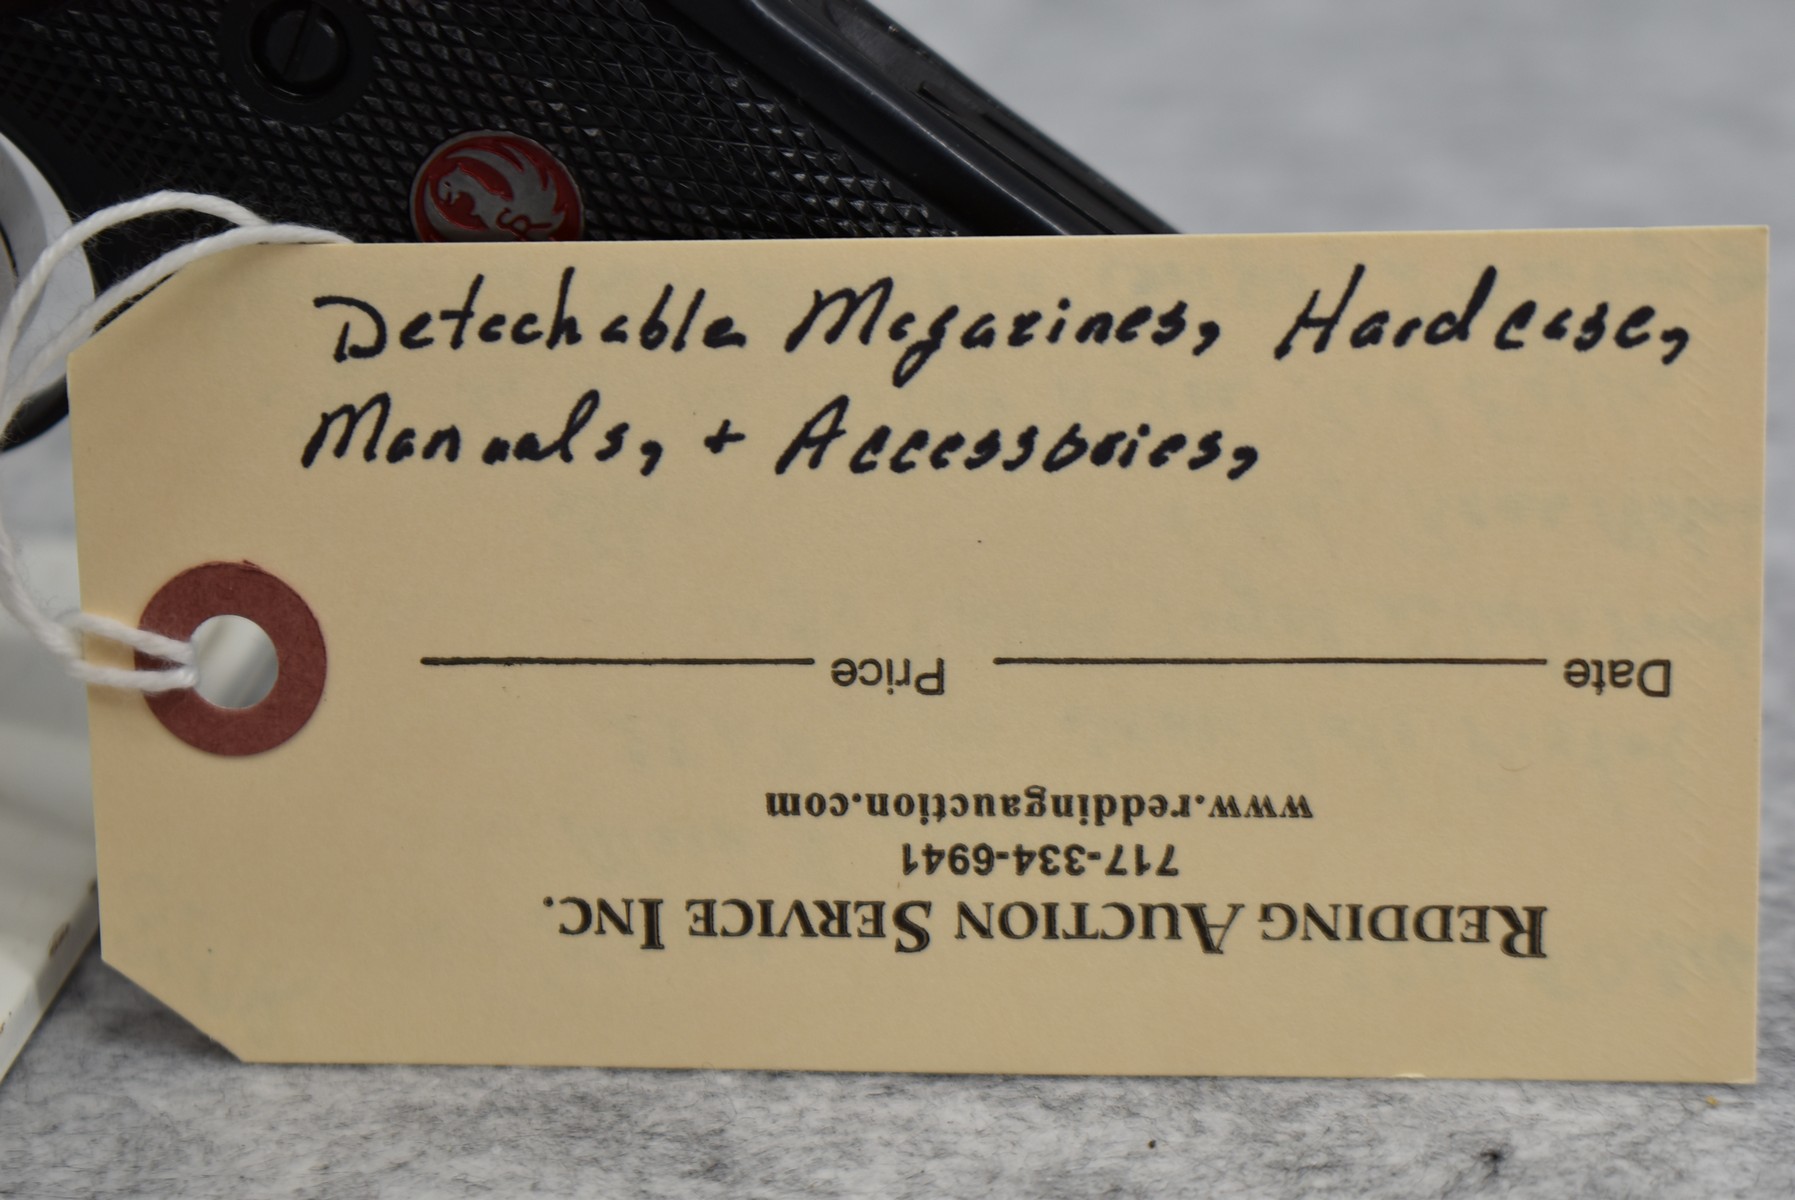 Detachable Magazines, Hardcase,
Manuals, + Accessories,
REDDING AUCTION SERVICE INC.
717-334-6941
www.reddingauction.com
Date Price